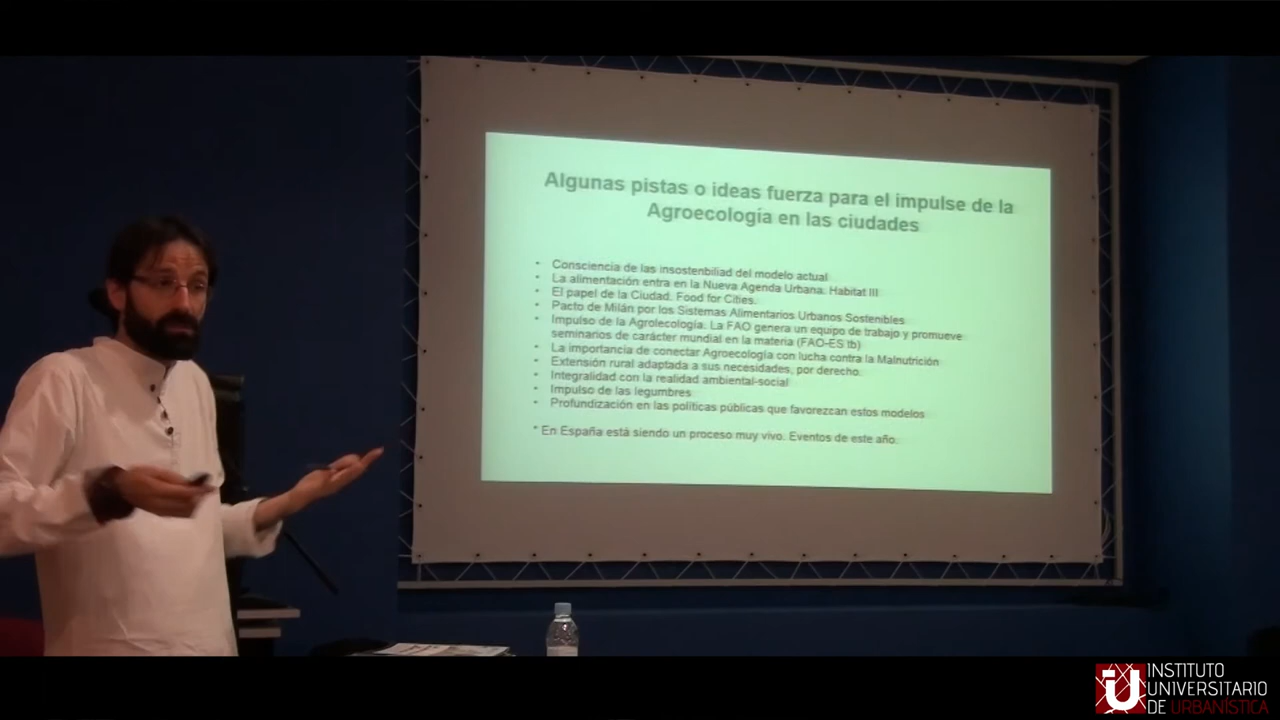 Algunas pistas o ideas fuerza para el impulse de la
Agroecología en las ciudades
• Consciencia de las insostenbiliad del modelo actual
• La alimentación entra en la Nueva Agenda Urbana: Habitat III
• El papel de la Ciudad. Food for Cities.
• Pacto de Milán por los Sistemas Alimentarios Urbanos Sostenibles
• Impulso de la Agrolecología. La FAO genera un equipo de trabajo y promueve
seminarios de carácter mundial en la materia (FAO-ES tb)
• La importancia de conectar Agroecología con lucha contra la Malnutrición
• Extensión rural adaptada a sus necesidades, por derecho.
• Integralidad con la realidad ambiental-social
• Impulso de las legumbres
• Profundización en las políticas públicas que favorezcan estos modelos
* En España está siendo un proceso muy vivo. Eventos de este año.
iU INSTITUTO
UNIVERSITARIO
DE URBANÍSTICA